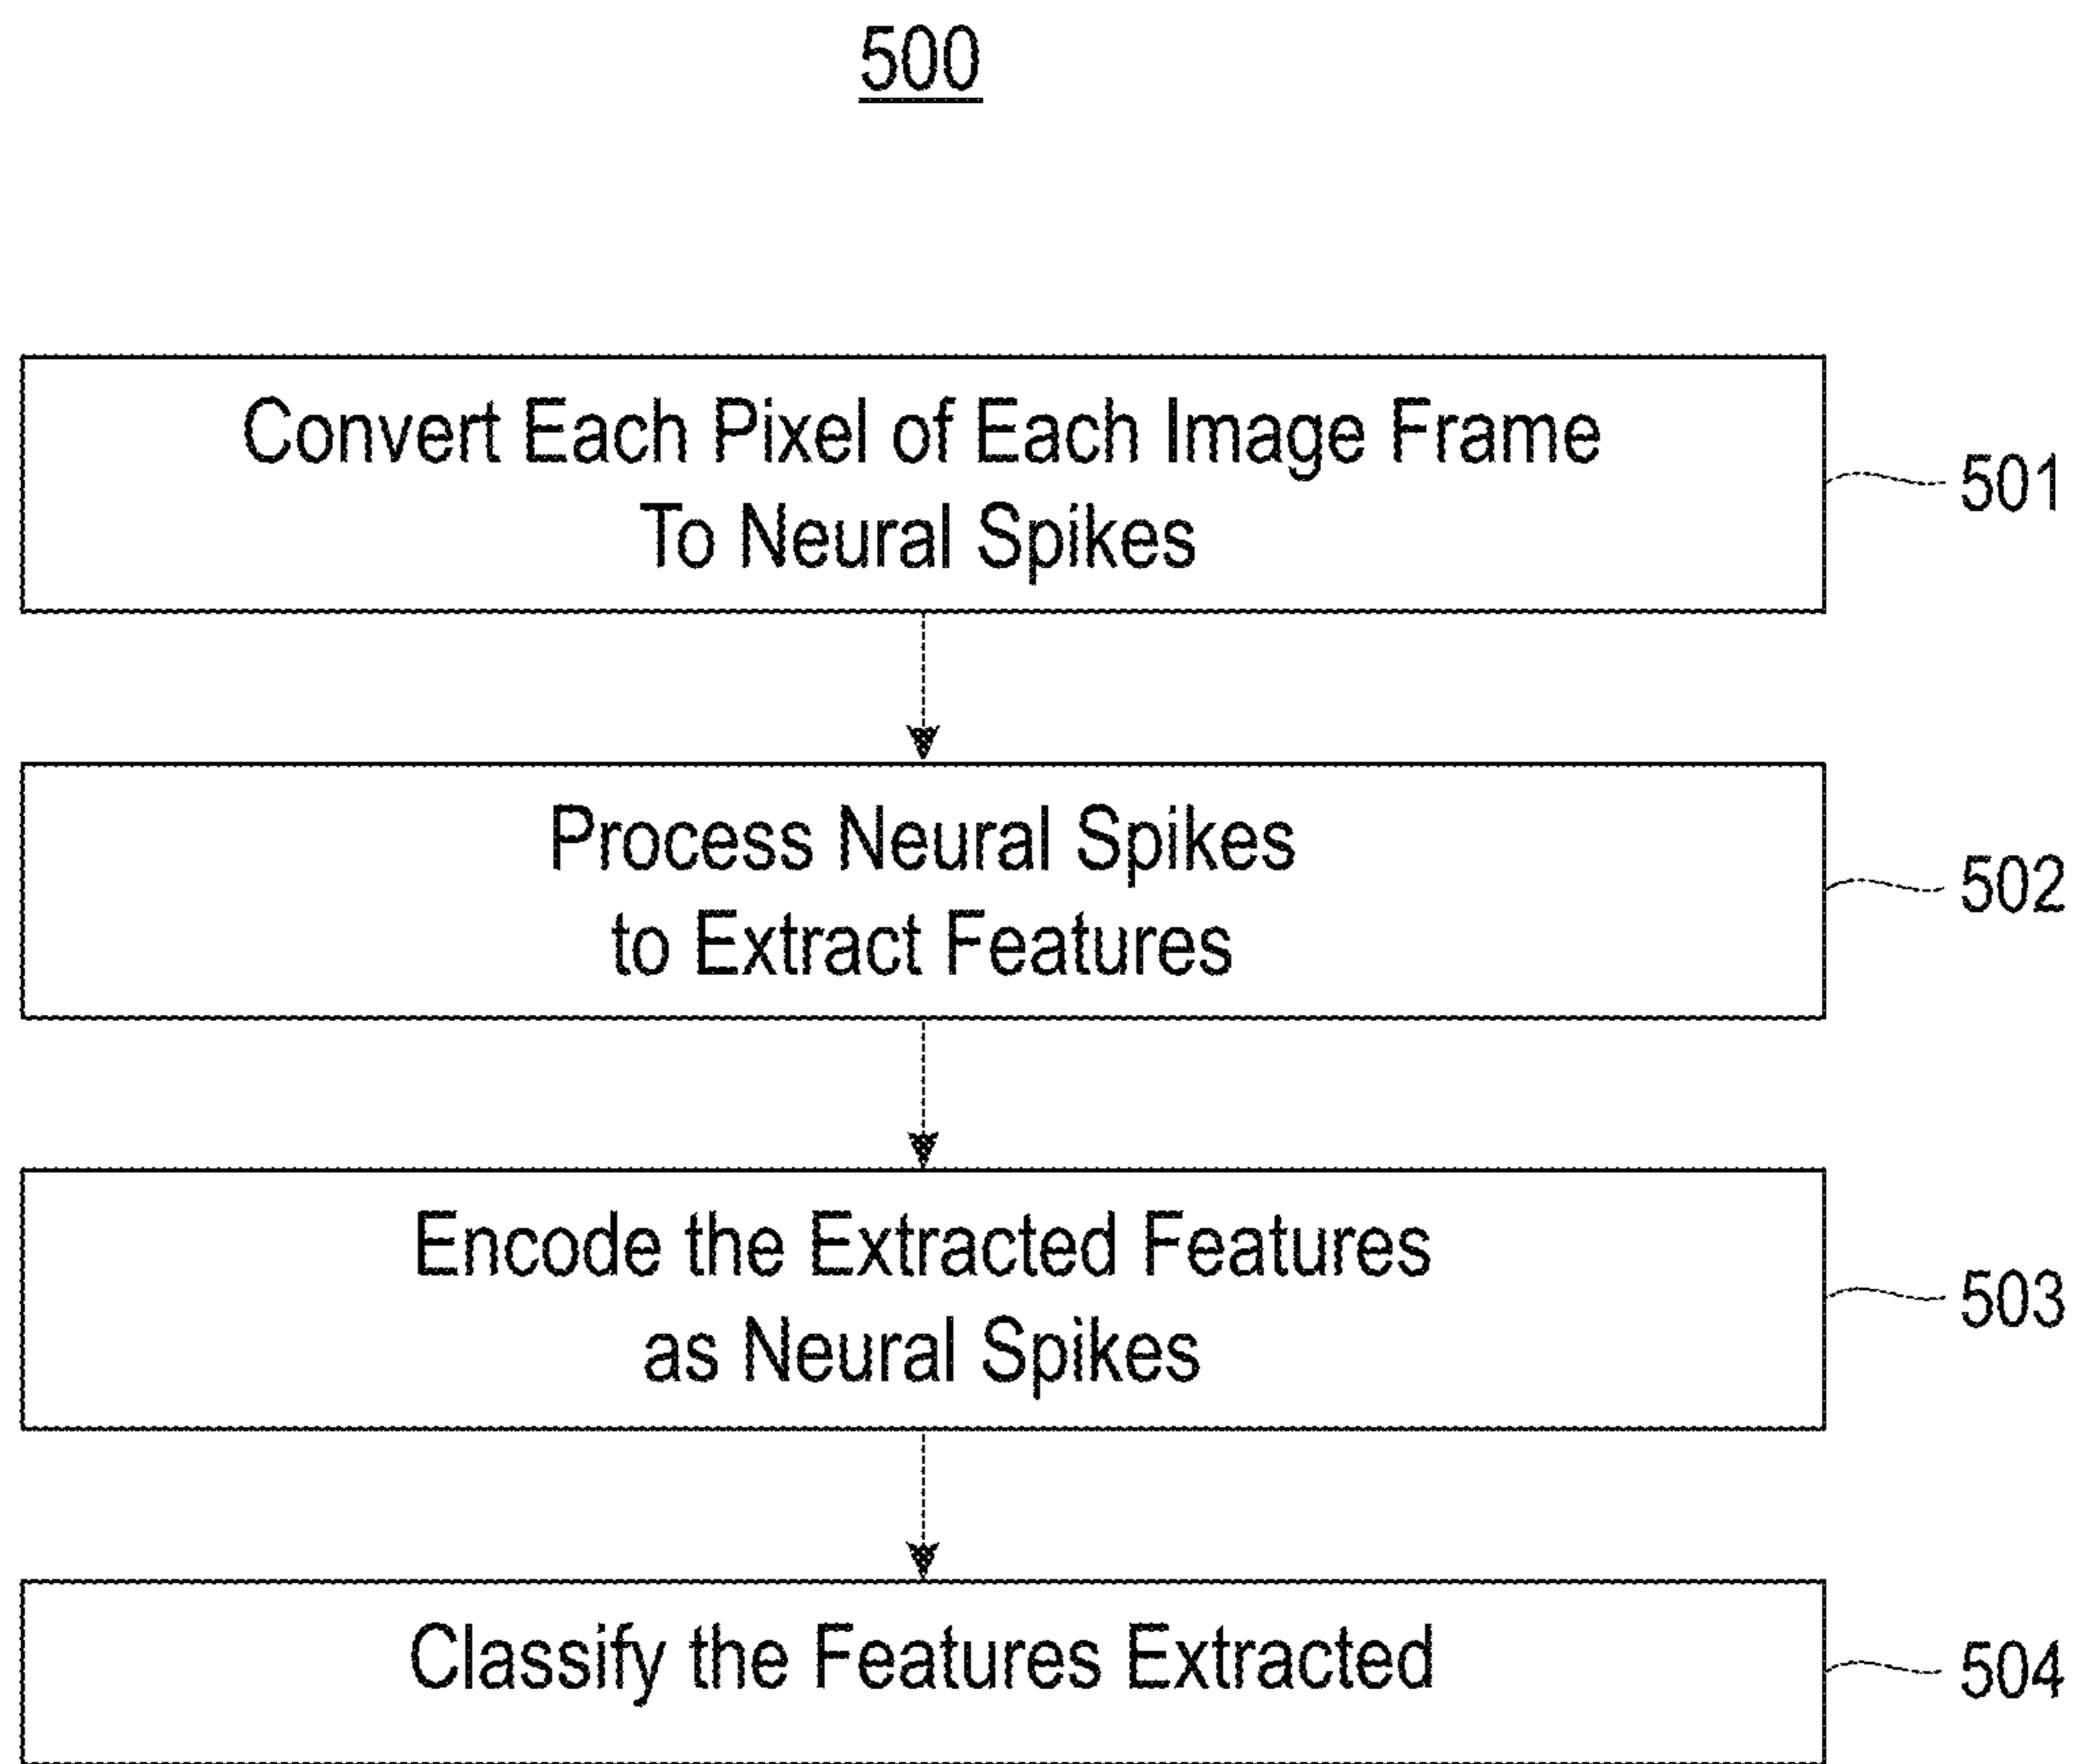 500
Convert Each Pixel of Each Image Frame
To Neural Spikes
501
Process Neural Spikes
to Extract Features
502
Encode the Extracted Features
as Neural Spikes
503
Classify the Features Extracted
504